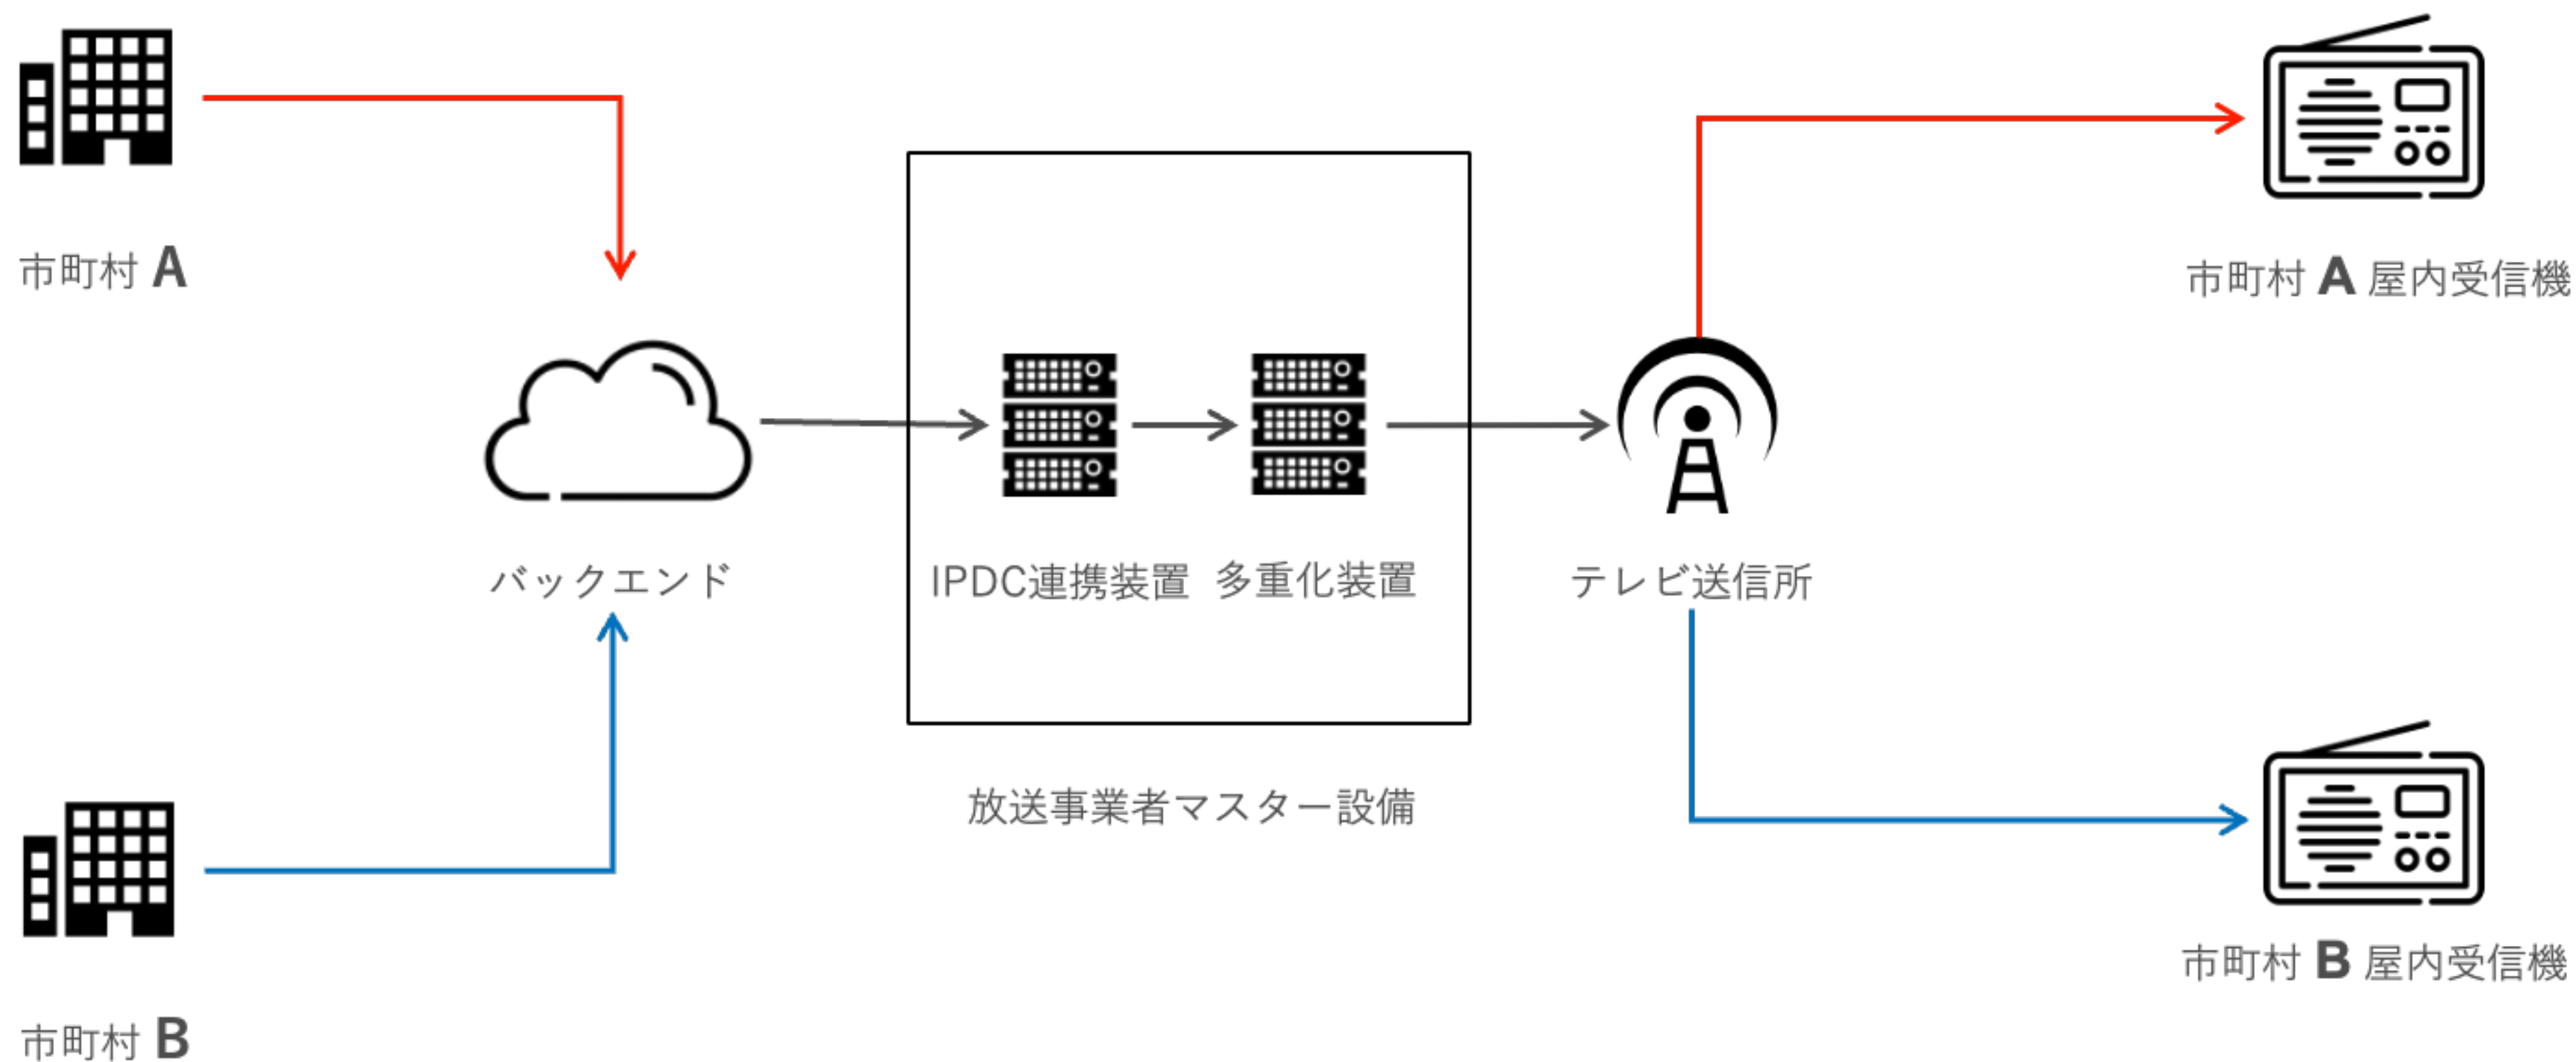 市町村 A
市町村 A 屋内受信機
バックエンド
IPDC連携装置
多重化装置
テレビ送信所
放送事業者マスター設備
市町村 B 屋内受信機
市町村 B